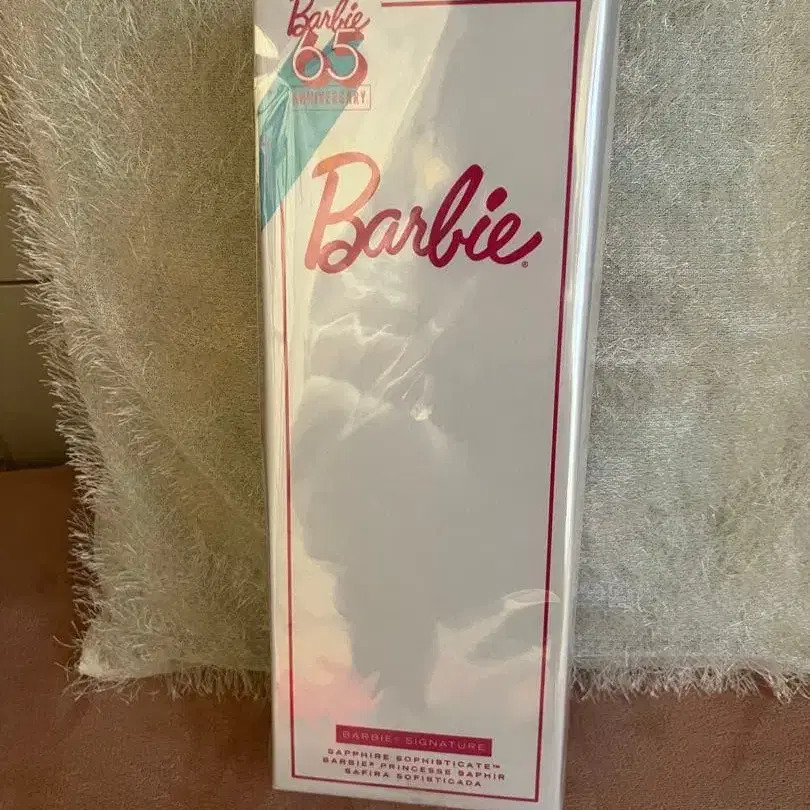 Barbie
65
ANNIVERSARY
Barbie®
BARBIE® SIGNATURE
SAPPHIRE SOPHISTICATE™
BARBIE® PRINCESSE SAPHIR
SAFIRA SOFISTICADA